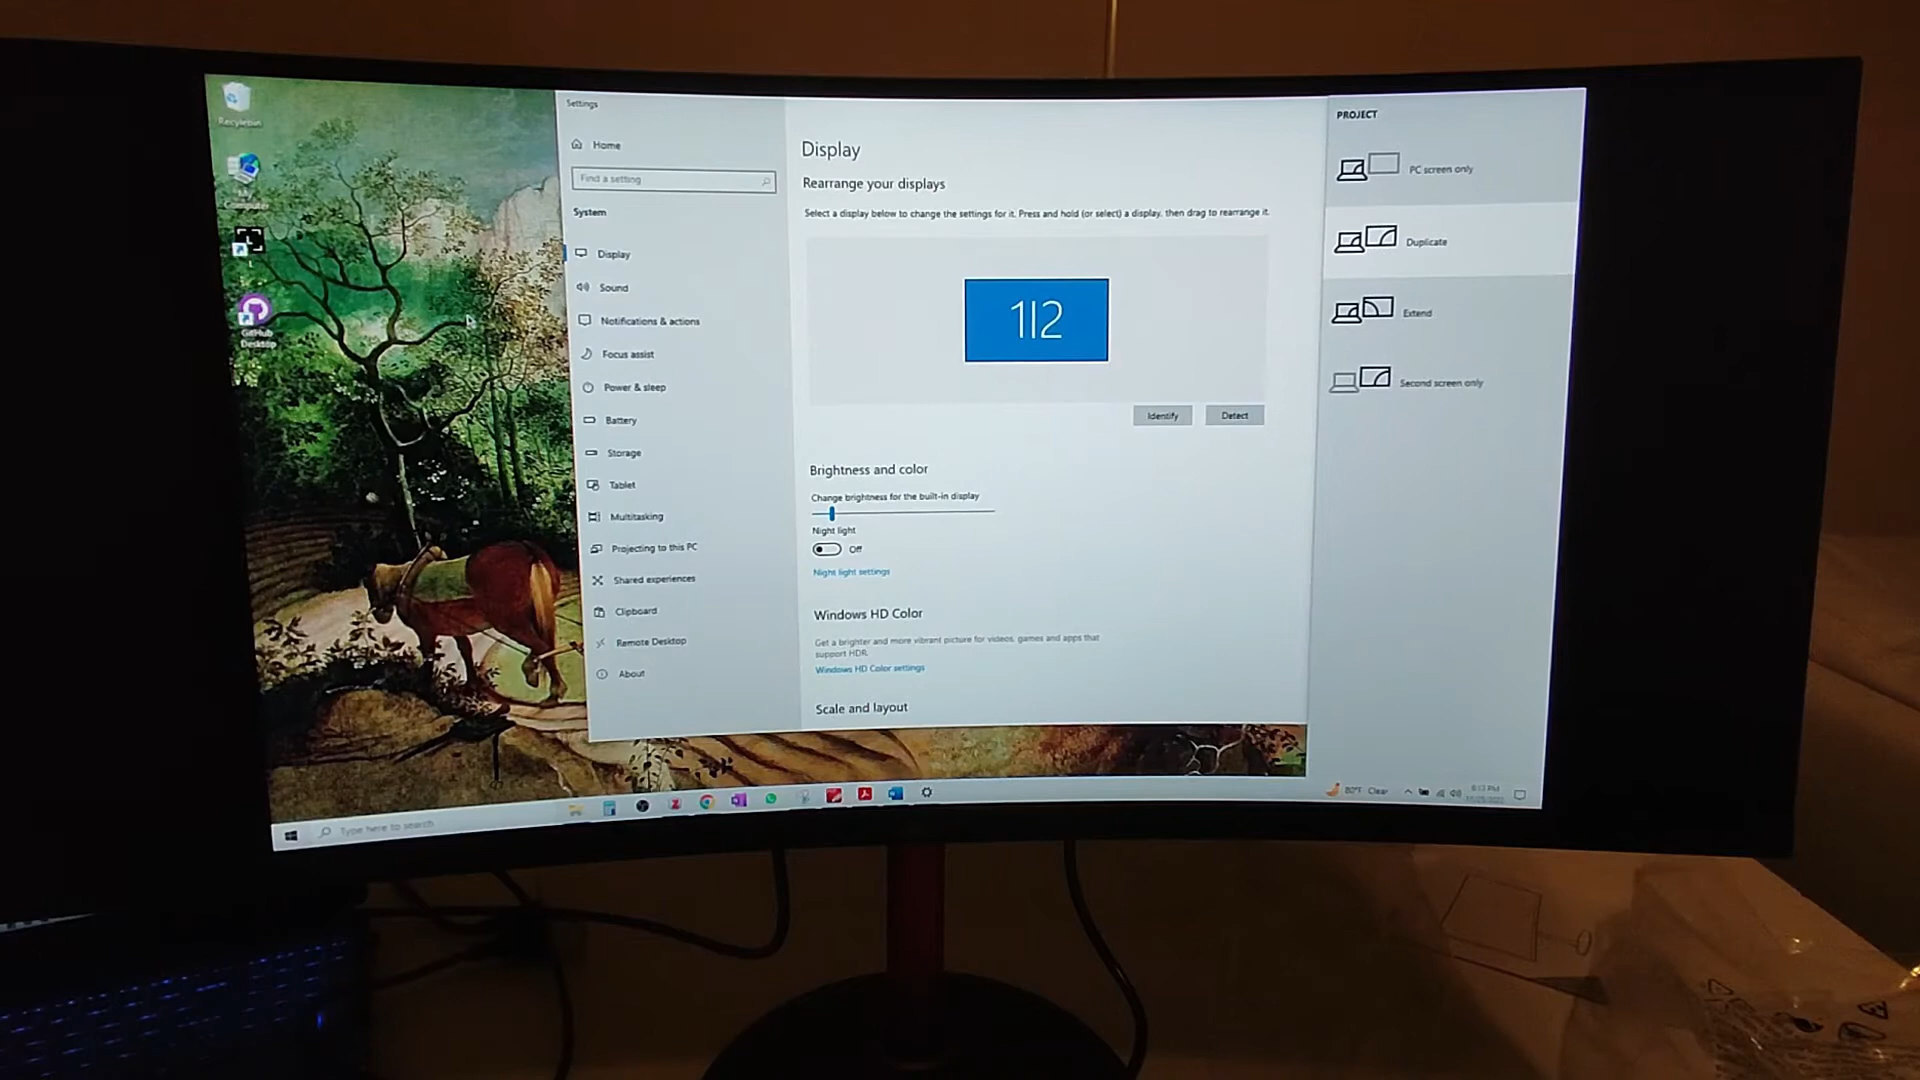 Recycle Bin
GitHub
Desktop
Settings
Home
Find a setting
System
Display
Sound
Notifications & actions
Focus assist
Power & sleep
Battery
Storage
Tablet
Multitasking
Projecting to this PC
Shared experiences
Clipboard
Remote Desktop
About
Display
Rearrange your displays
Select a display below to change the settings for it. Press and hold (or select) a display, then drag to rearrange it.
1|2
Identify
Detect
Brightness and color
Change brightness for the built-in display
Night light
Off
Night light settings
Windows HD Color
Get a brighter and more vibrant picture for videos, games and apps that
support HDR.
Windows HD Color settings
Scale and layout
PROJECT
PC screen only
Duplicate
Extend
Second screen only
Type here to search
80°F Clear